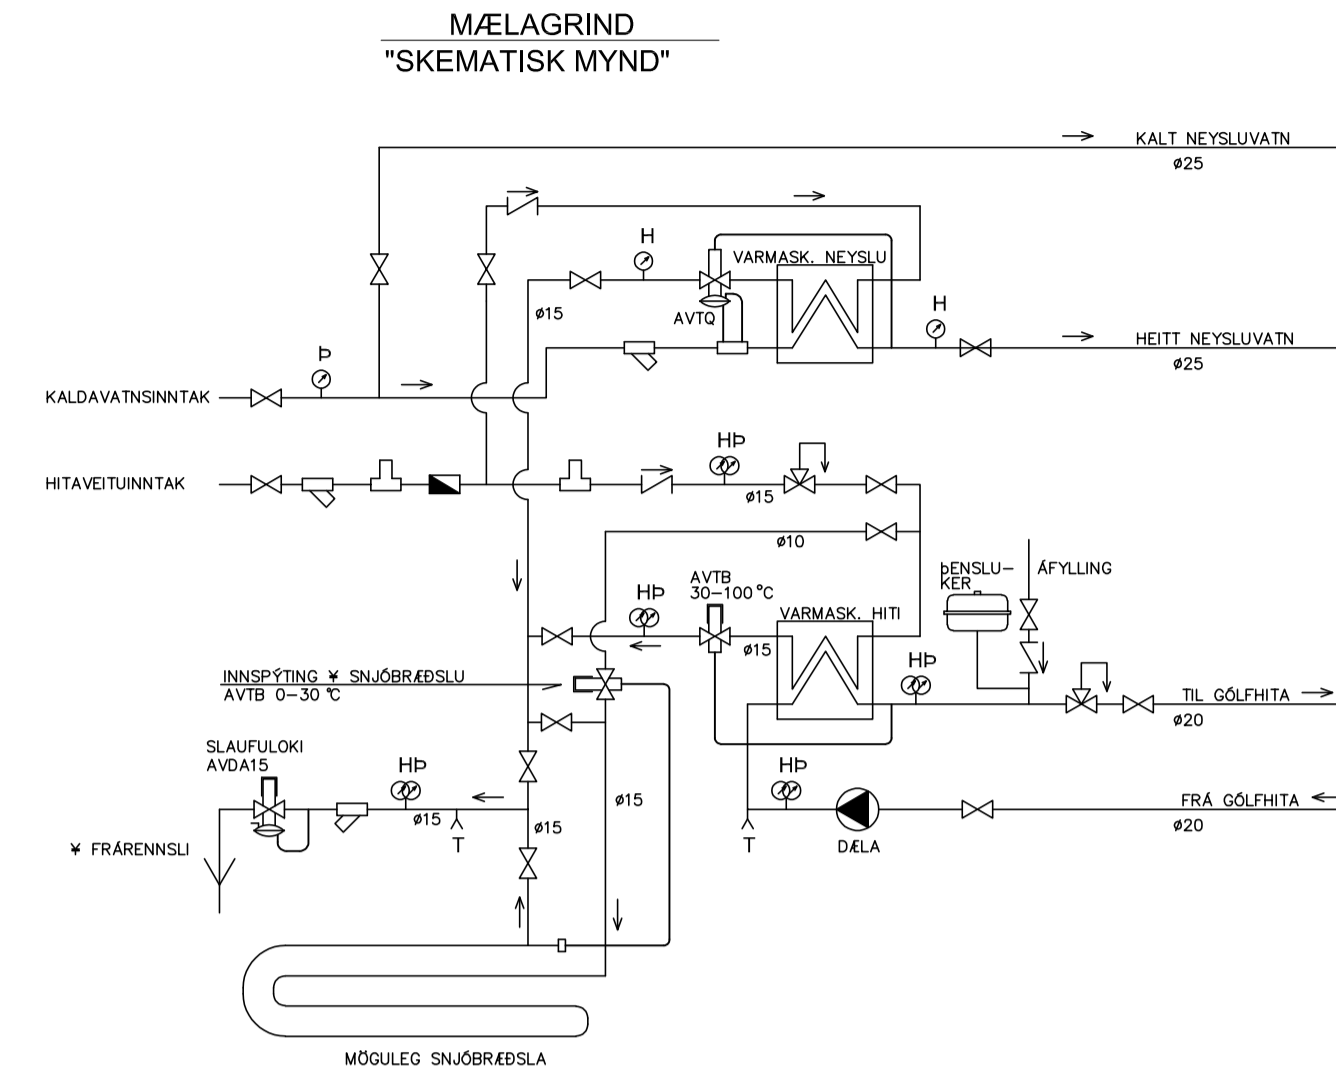 MÆLAGRIND
"SKEMATISK MYND"
KALT NEYSLUVATN
ø25
H
VARMASK. NEYSLU
ø15
AVTQ
H
HEITT NEYSLUVATN
ø25
Þ
KALDAVATNSINNTAK
HÞ
HITAVEITUINNTAK
ø15
ø10
AVTB
30-100°C
HÞ
ÞENSLU-
KER
ÁFYLLING
VARMASK. HITI
ø15
HÞ
INNSPÝTING ¥ SNJÓBRÆÐSLU
AVTB 0-30 °C
TIL GÓLFHITA
ø20
SLAUFULOKI
AVDA15
HÞ
HÞ
ø15
FRÁ GÓLFHITA
ø20
ø15
ø15
T
T
DÆLA
¥ FRÁRENNSLI
MÖGULEG SNJÓBRÆÐSLA